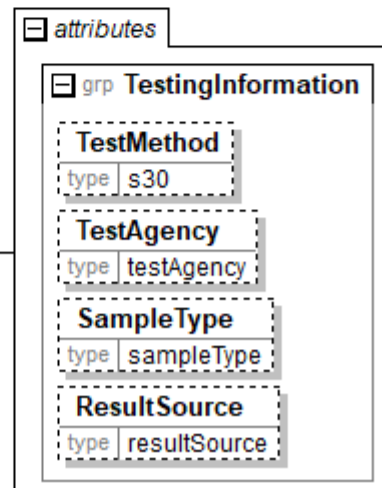 attributes
grp TestingInformation
TestMethod
type s30
TestAgency
type testAgency
SampleType
type sampleType
ResultSource
type resultSource